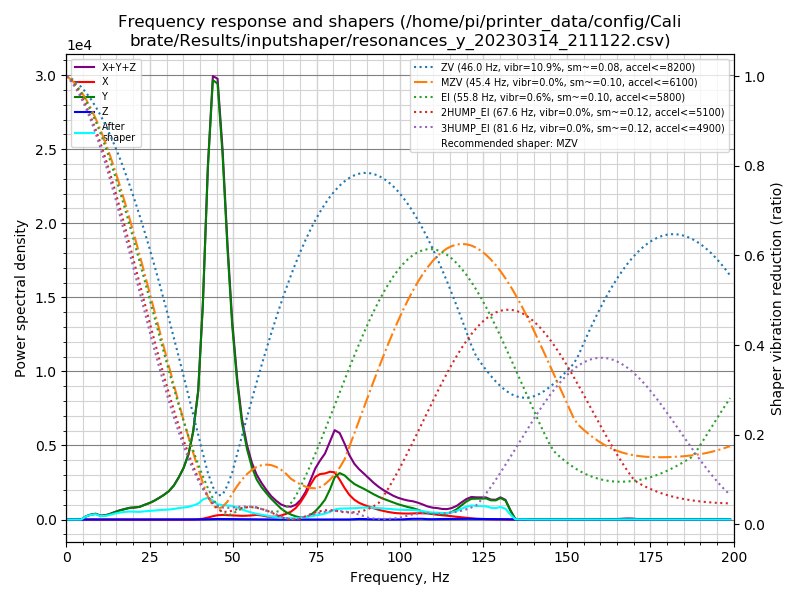 Frequency response and shapers (/home/pi/printer_data/config/Cali
brate/Results/inputshaper/resonances_y_20230314_211122.csv)
1e4
X+Y+Z
X
Y
Z
After
shaper
ZV (46.0 Hz, vibr=10.9%, sm~=0.08, accel<=8200)
MZV (45.4 Hz, vibr=0.0%, sm~=0.10, accel<=6100)
EI (55.8 Hz, vibr=0.6%, sm~=0.10, accel<=5800)
2HUMP_EI (67.6 Hz, vibr=0.0%, sm~=0.12, accel<=5100)
3HUMP_EI (81.6 Hz, vibr=0.0%, sm~=0.12, accel<=4900)
Recommended shaper: MZV
Power spectral density
3.0
2.5
2.0
1.5
1.0
0.5
0.0
1.0
0.8
0.6
0.4
0.2
0.0
Shaper vibration reduction (ratio)
0 25 50 75 100 125 150 175 200
Frequency, Hz